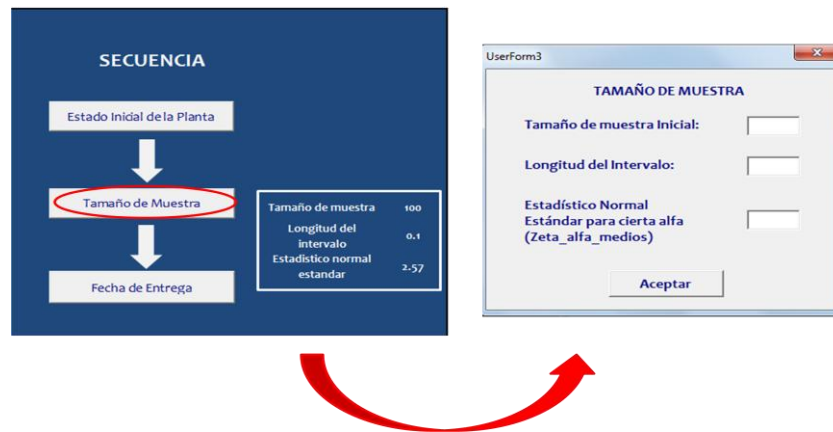 SECUENCIA
Estado Inicial de la Planta
Tamaño de Muestra
Tamaño de muestra 100
Longitud del
intervalo 0.1
Estadistico normal
estandar 2.57
Fecha de Entrega
UserForm3
x
TAMAÑO DE MUESTRA
Tamaño de muestra Inicial:
Longitud del Intervalo:
Estadístico Normal
Estándar para cierta alfa
(Zeta_alfa_medios)
Aceptar